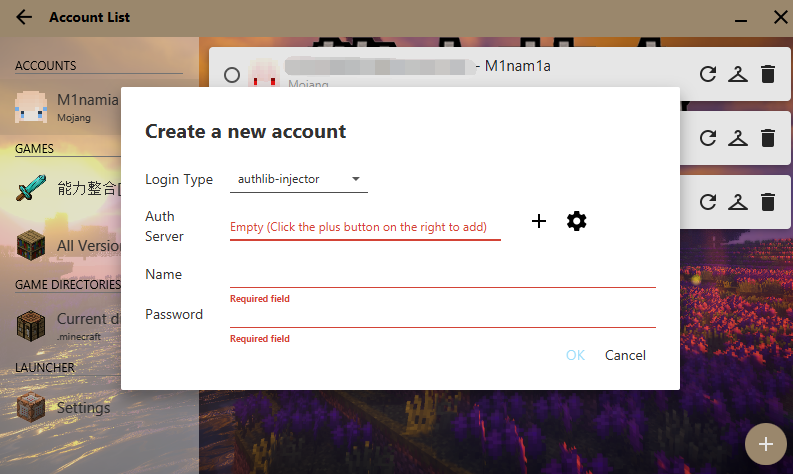 Account List
ACCOUNTS
M1namia
Mojang
GAMES
能力整合
All Version
GAME DIRECTORIES
Current di
.minecraft
LAUNCHER
Settings
- M1nam1a
Mojang
Create a new account
Login Type
authlib-injector
Auth
Server
Empty (Click the plus button on the right to add)
Name
Required field
Password
Required field
OK
Cancel